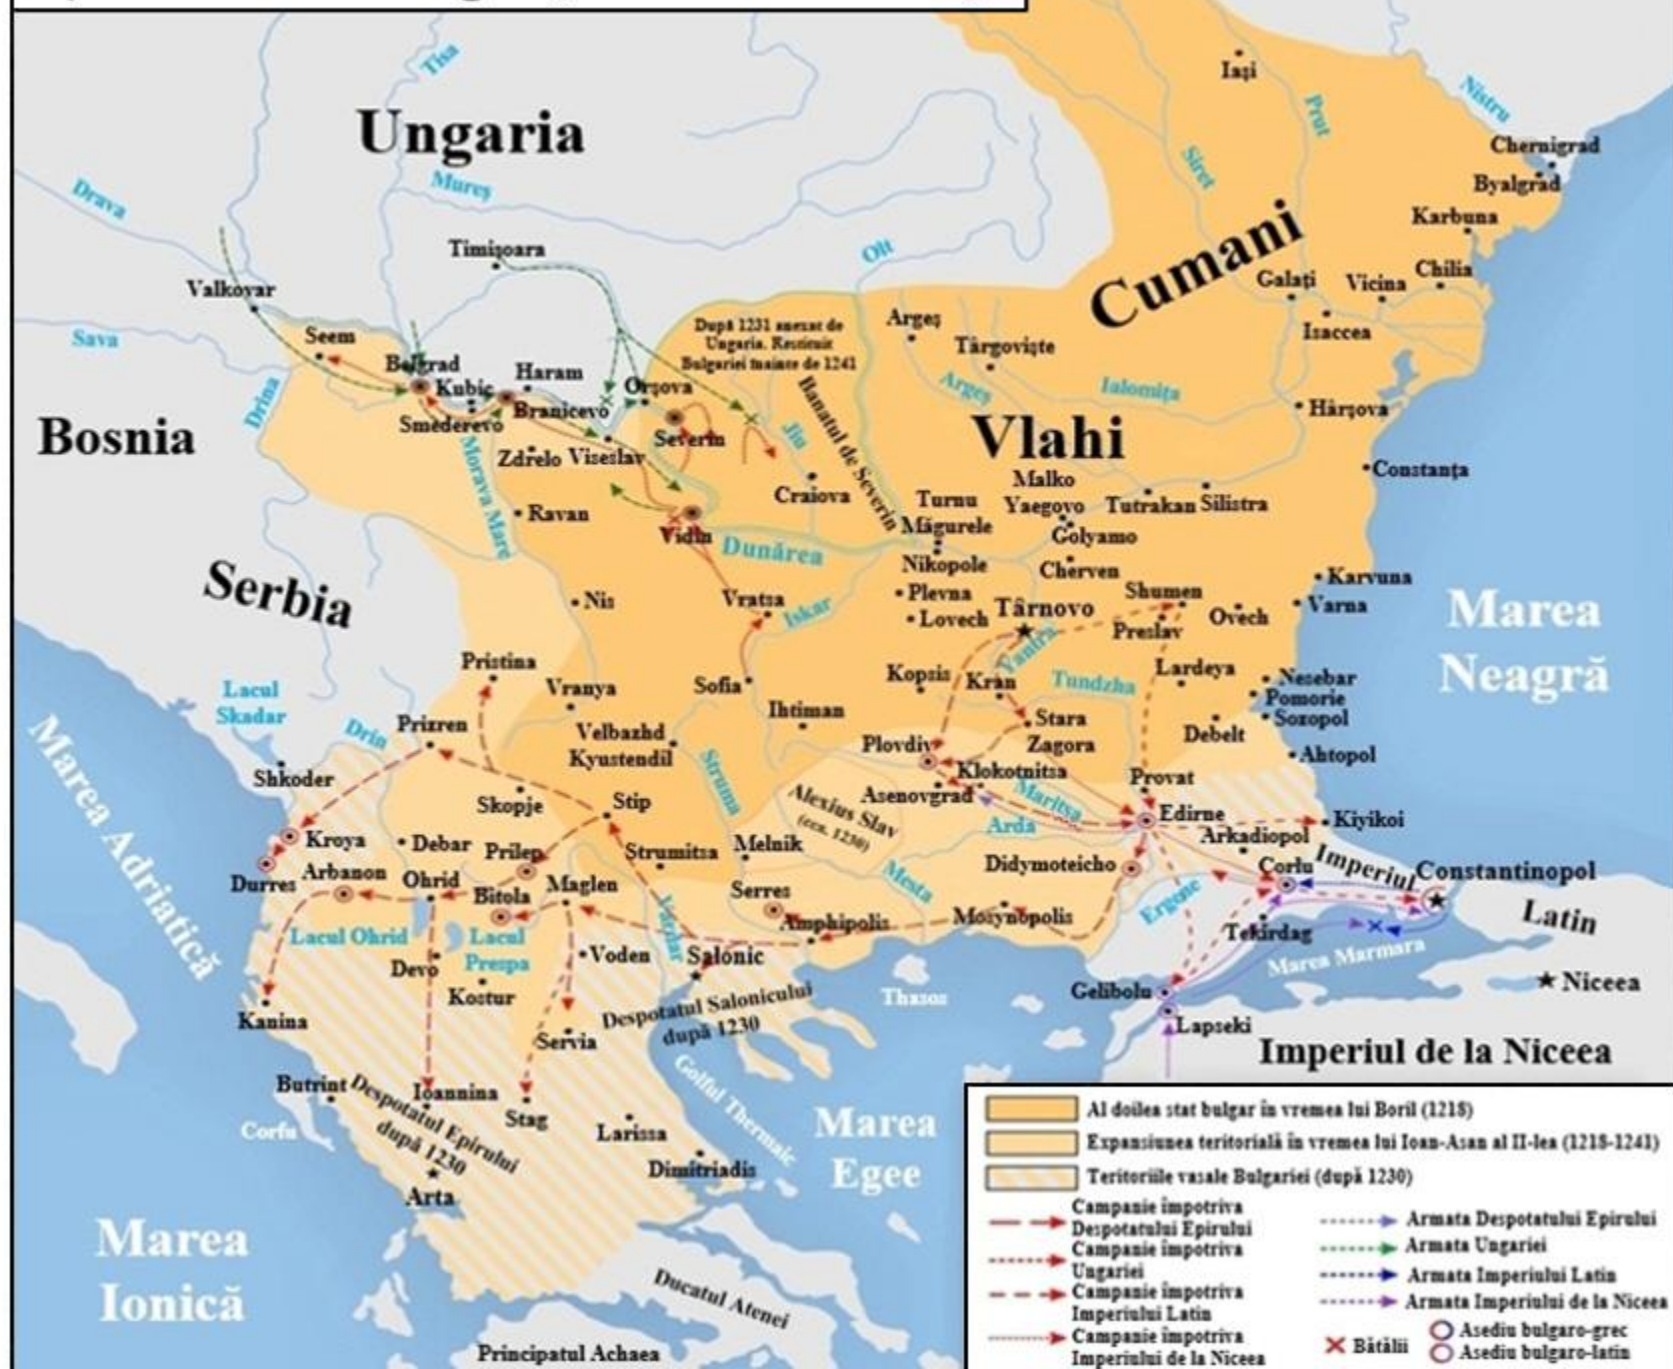 Tisa
Iași
Ungaria
Prut
Nistru
Chernigrad
Byalgrad
Siret
Drava
Mureș
Karbuna
Timișoara
Olt
Cumani
Valkovar
Galați
Vicina
Chilia
Sava
Seem
După 1231 anexat de
Ungaria. Restituit
Bulgariei înainte de 1241
Argeș
Isaccea
Târgoviște
Belgrad
Haram
Kubic
Orșova
Argeș
Ialomița
Drina
Branicevo
Smederevo
Hârșova
Bosnia
Severin
Jiu
Banatul de Severin
Vlahi
Zdrelo
Viseslav
Morava Mare
Constanța
Craiova
Malko
Yaegovo
Turnu
Măgurele
Tutrakan
Silistra
Ravan
Vidin
Dunărea
Golyamo
Nikopole
Cherven
Karvuna
Serbia
Nis
Vratsa
Iskar
Plevna
Lovech
Târnovo
Shumen
Ovech
Varna
Preslav
Marea
Neagră
Vantra
Pristina
Vranya
Sofia
Kopsis
Kran
Tundzha
Lardeya
Nesebar
Pomorie
Sozopol
Lacul
Skadar
Drin
Prizren
Velbazhd
Kyustendil
Ihtiman
Stara
Zagora
Debelt
Plovdiv
Ahtopol
Marea Adriatică
Shkoder
Struma
Klokotnitsa
Provat
Skopje
Stip
Asenovgrad
Maritsa
Alexius Slav
(cca. 1230)
Arda
Edirne
Kiyikoi
Kroya
Debar
Prilep
Strumitsa
Melnik
Arkadiopol
Didymoteicho
Corlu
Imperiul
Constantinopol
Latin
Durres
Arbanon
Ohrid
Bitola
Maglen
Serres
Mesta
Ergene
Amphipolis
Mosynopolis
Tekirdag
Vardar
Lacul Ohrid
Lacul
Prespa
Devo
Voden
Salonic
Marea Marmara
Kostur
Thasos
Gelibolu
Niceea
Kanina
Despotatul Salonicului
după 1230
Lapseki
Servia
Imperiul de la Niceea
Butrint
Despotatul Epirului
după 1230
Ioannina
Stag
Golful Thermaic
Corfu
Larissa
Marea
Egee
Dimitriadis
Arta
Marea
Ionică
Ducatul Atenei
Principatul Achaea
Al doilea stat bulgar în vremea lui Boril (1218)
Expansiunea teritorială în vremea lui Ioan-Asan al II-lea (1218-1241)
Teritoriile vasale Bulgariei (după 1230)
Campanie împotriva
Despotatului Epirului
Campanie împotriva
Ungariei
Campanie împotriva
Imperiului Latin
Campanie împotriva
Imperiului de la Niceea
Armata Despotatului Epirului
Armata Ungariei
Armata Imperiului Latin
Armata Imperiului de la Niceea
Bătălii
Asediu bulgaro-grec
Asediu bulgaro-latin